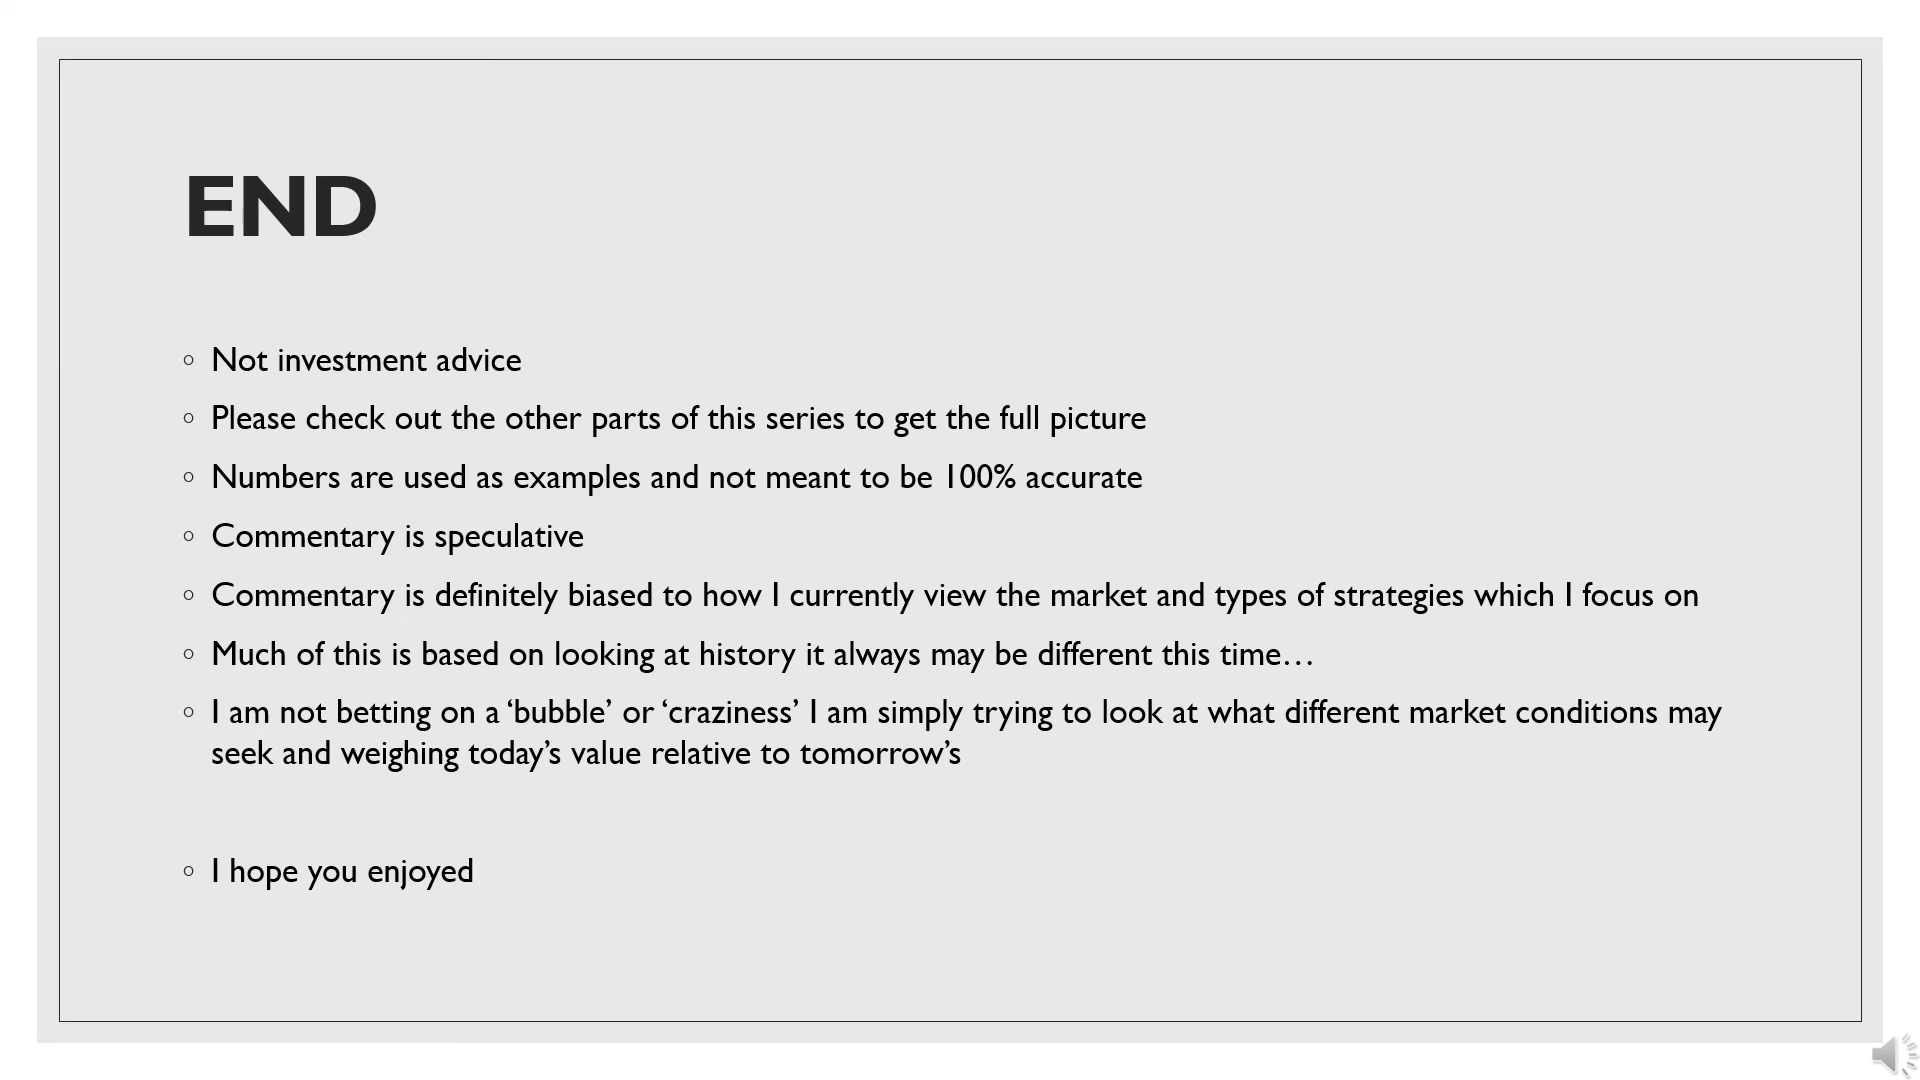 END
◦ Not investment advice
◦ Please check out the other parts of this series to get the full picture
◦ Numbers are used as examples and not meant to be 100% accurate
◦ Commentary is speculative
◦ Commentary is definitely biased to how I currently view the market and types of strategies which I focus on
◦ Much of this is based on looking at history it always may be different this time…
◦ I am not betting on a ‘bubble’ or ‘craziness’ I am simply trying to look at what different market conditions may
seek and weighing today’s value relative to tomorrow’s
◦ I hope you enjoyed